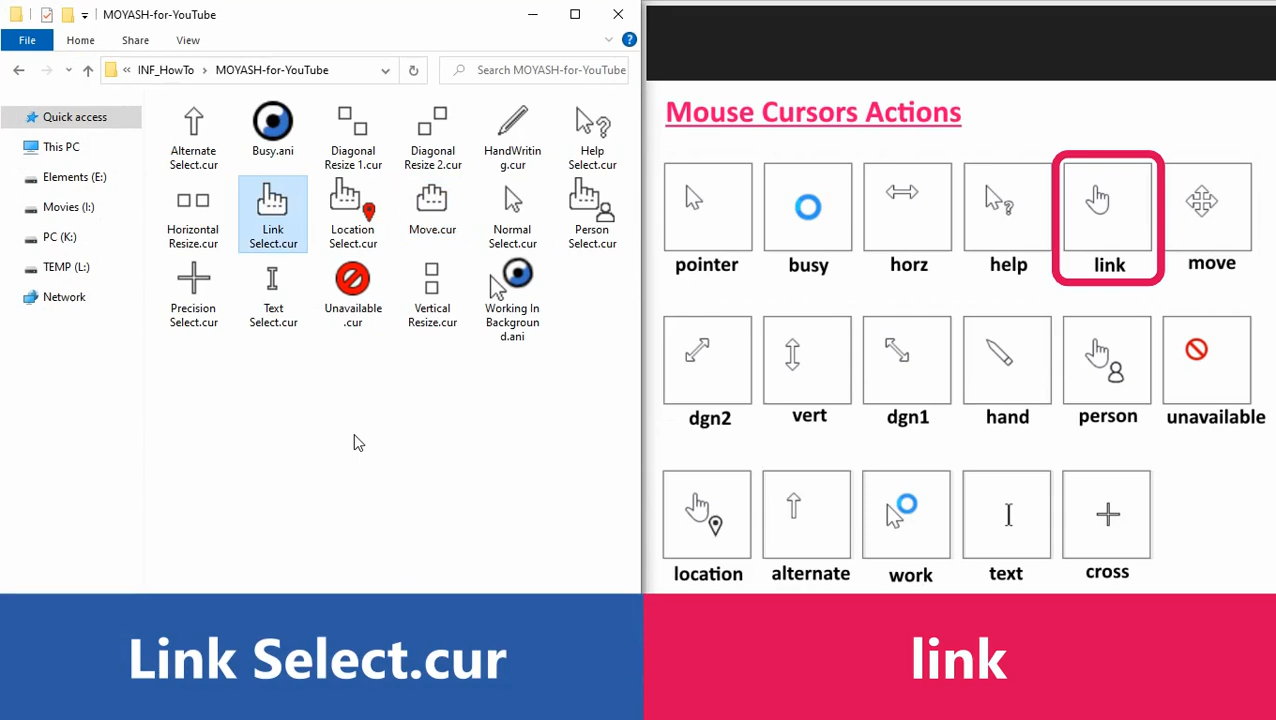 MOYASH-for-YouTube
File
Home
Share
View
INF_HowTo
MOYASH-for-YouTube
Search MOYASH-for-YouTube
Quick access
This PC
Elements (E:)
Movies (I:)
PC (K:)
TEMP (L:)
Network
Alternate
Select.cur
Busy.ani
Diagonal
Resize 1.cur
Diagonal
Resize 2.cur
HandWritin
g.cur
Help
Select.cur
Horizontal
Resize.cur
Link
Select.cur
Location
Select.cur
Move.cur
Normal
Select.cur
Person
Select.cur
Precision
Select.cur
Text
Select.cur
Unavailable
.cur
Vertical
Resize.cur
Working In
Backgroun
d.ani
Link Select.cur
Mouse Cursors Actions
pointer
busy
horz
help
link
move
dgn2
vert
dgn1
hand
person
unavailable
location
alternate
work
text
cross
link